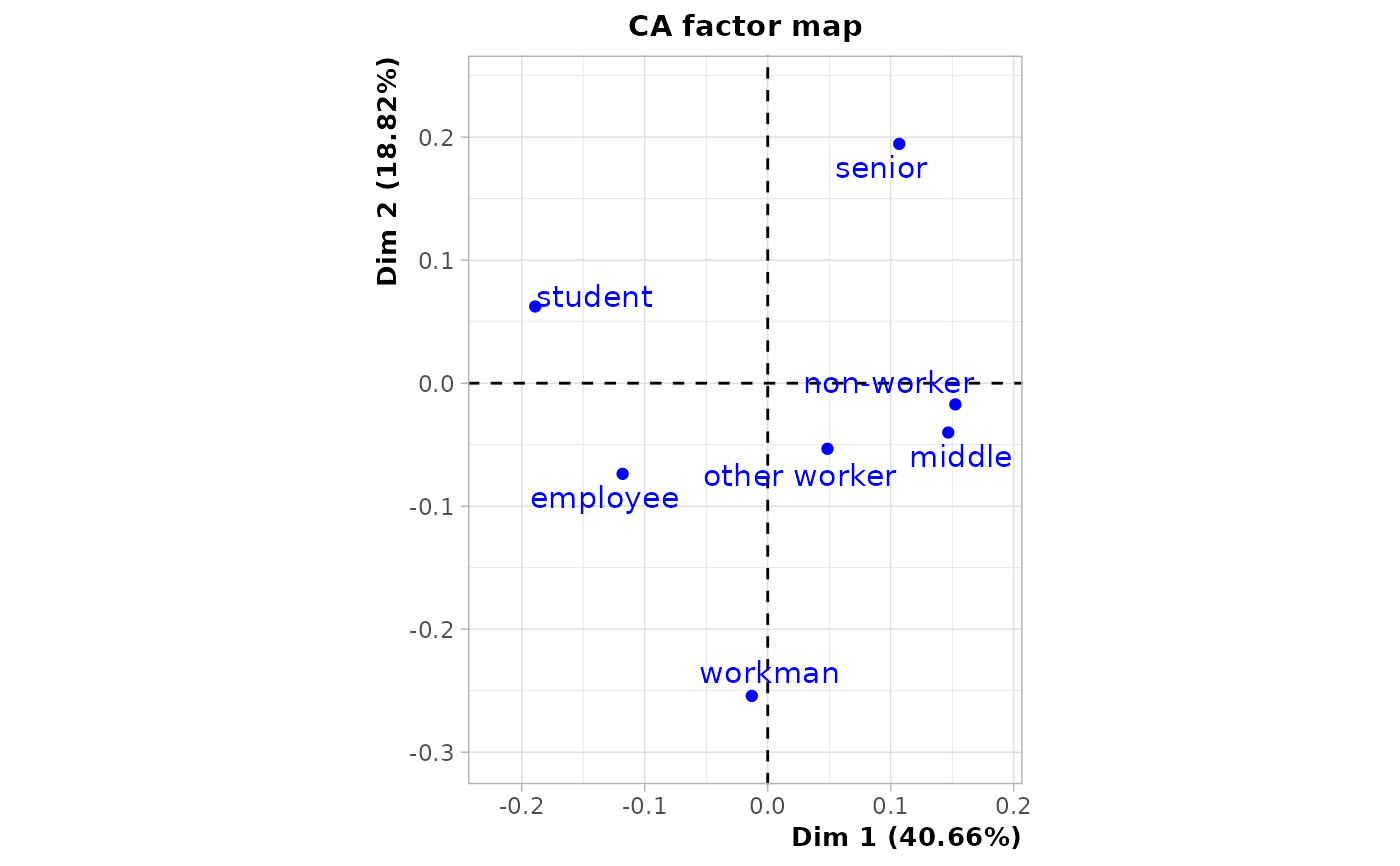 CA factor map
Dim 2 (18.82%)
0.2
0.1
0.0
-0.1
-0.2
-0.3
senior
student
non-worker
middle
other worker
employee
workman
-0.2
-0.1
0.0
0.1
0.2
Dim 1 (40.66%)